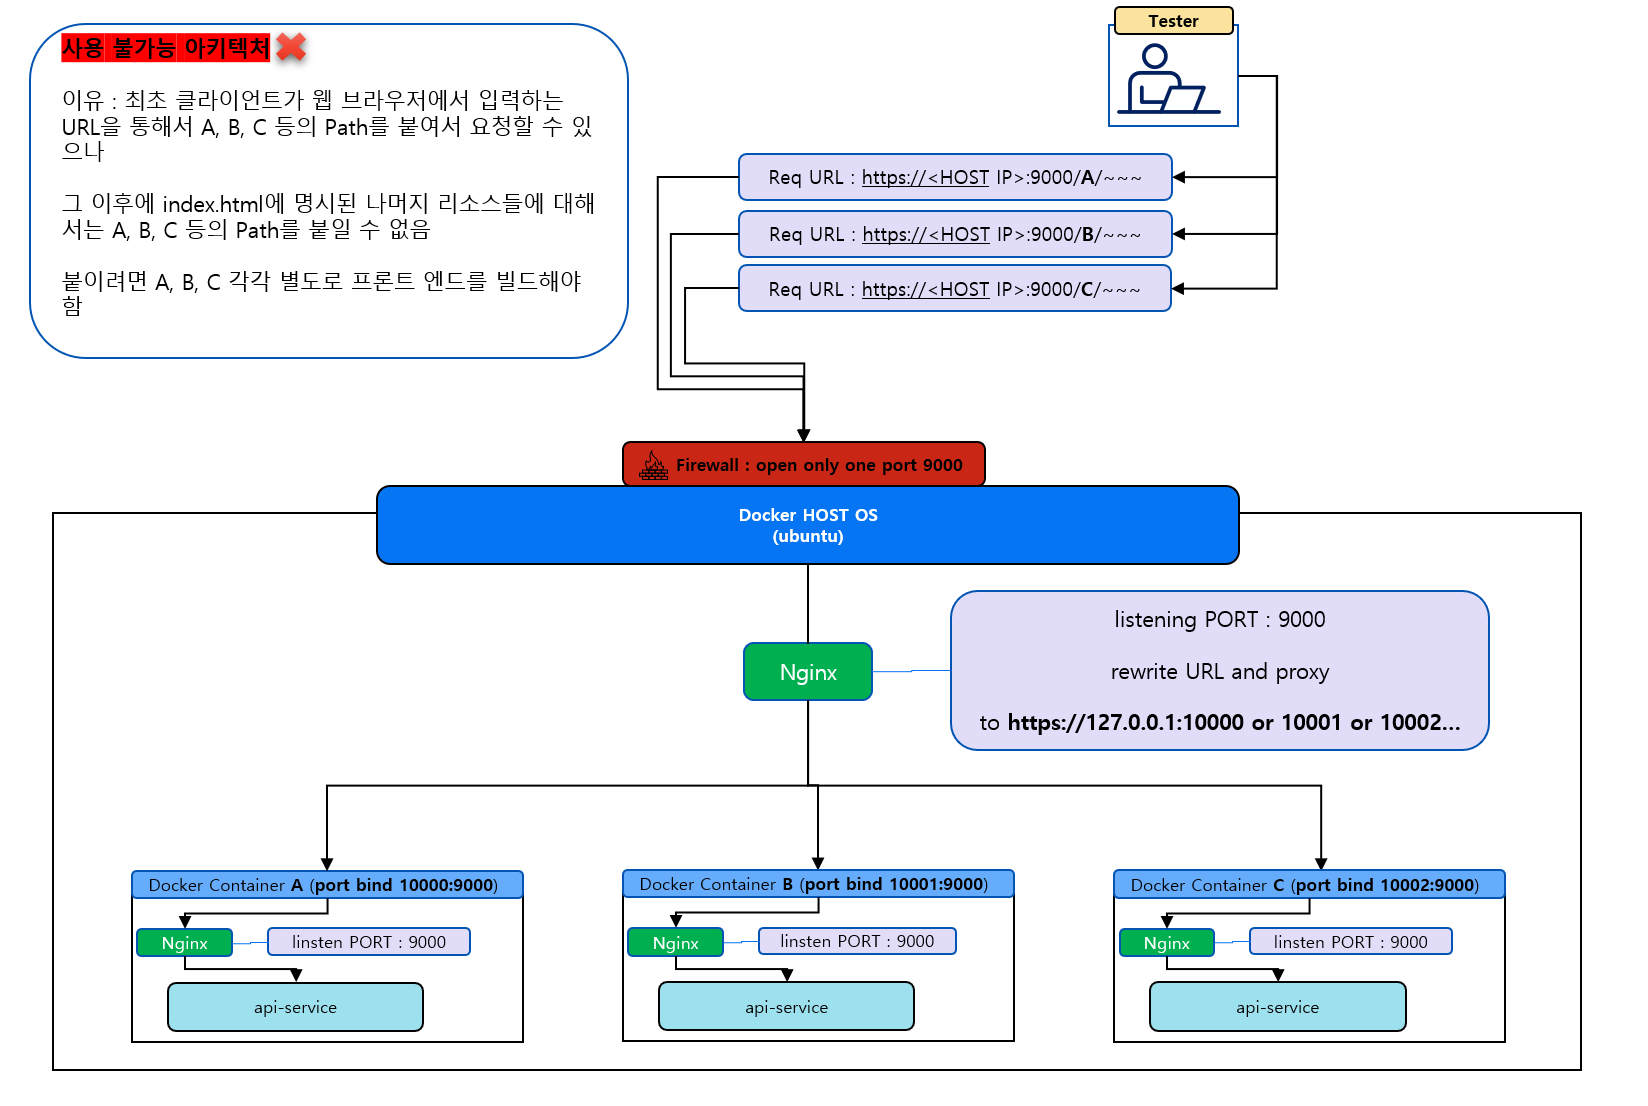 사용 불가능 아키텍처
이유 : 최초 클라이언트가 웹 브라우저에서 입력하는
URL을 통해서 A, B, C 등의 Path를 붙여서 요청할 수 있
으나
그 이후에 index.html에 명시된 나머지 리소스들에 대해
서는 A, B, C 등의 Path를 붙일 수 없음
붙이려면 A, B, C 각각 별도로 프론트 엔드를 빌드해야
함
Tester
Req URL : https://<HOST IP>:9000/A/~~~
Req URL : https://<HOST IP>:9000/B/~~~
Req URL : https://<HOST IP>:9000/C/~~~
Firewall : open only one port 9000
Docker HOST OS
(ubuntu)
listening PORT : 9000
rewrite URL and proxy
to https://127.0.0.1:10000 or 10001 or 10002...
Nginx
Docker Container A (port bind 10000:9000)
Nginx
linsten PORT : 9000
api-service
Docker Container B (port bind 10001:9000)
Nginx
linsten PORT : 9000
api-service
Docker Container C (port bind 10002:9000)
Nginx
linsten PORT : 9000
api-service